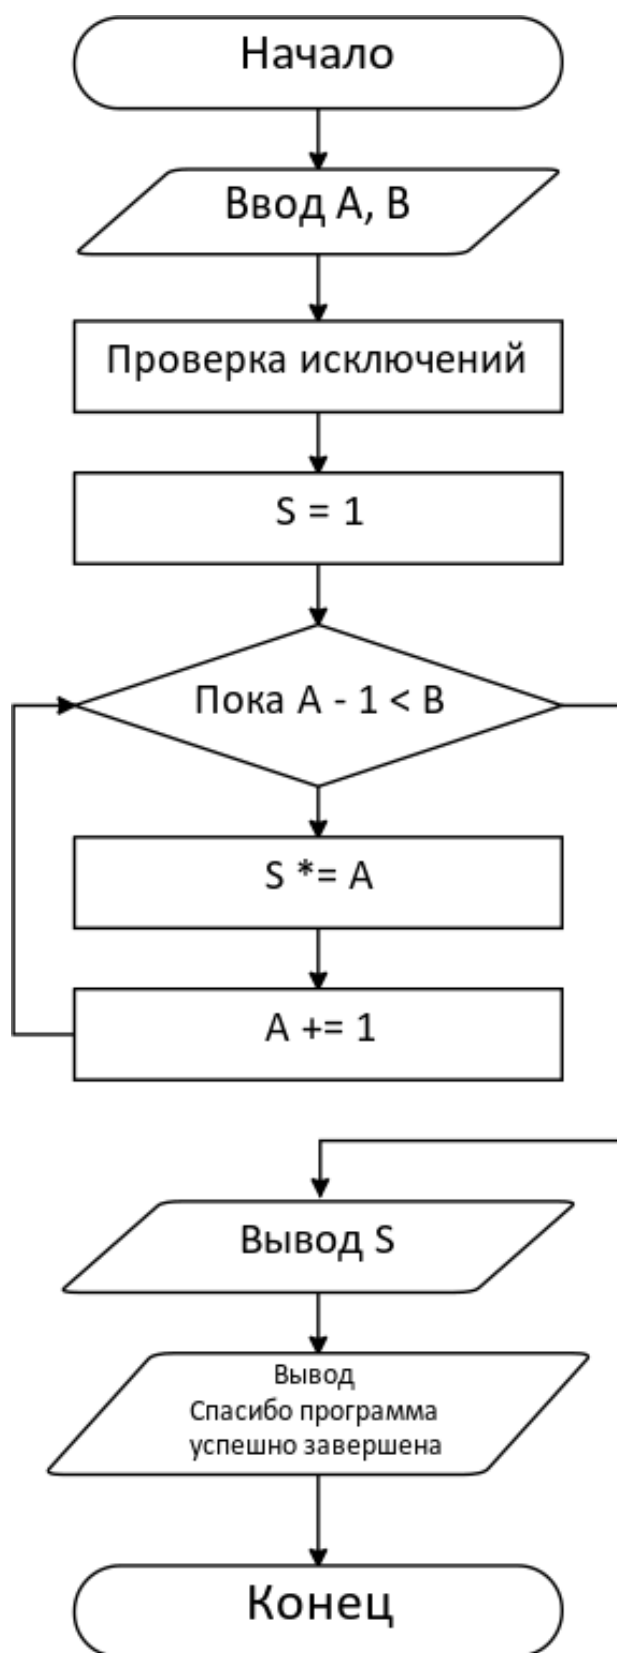 Начало
Ввод A, B
Проверка исключений
S = 1
Пока A - 1 < B
S *= A
A += 1
Вывод S
Вывод
Спасибо программа
успешно завершена
Конец